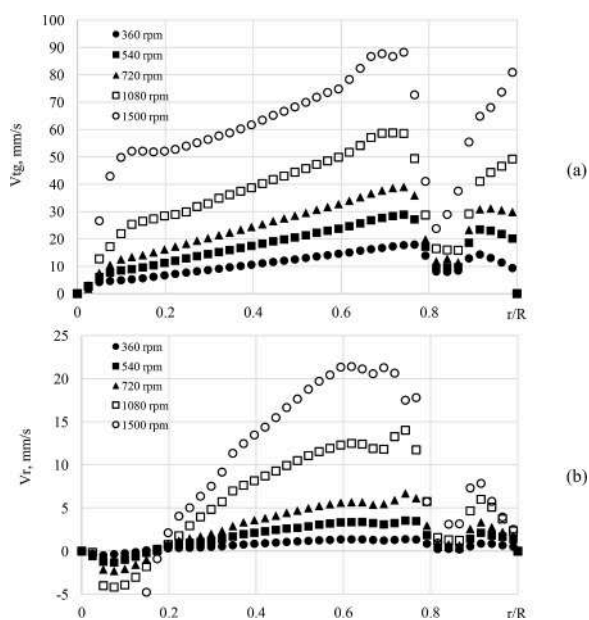 100
90
80
70
60
50
40
30
20
10
0
Vtg, mm/s
360 rpm
540 rpm
720 rpm
1080 rpm
1500 rpm
(a)
0 0.2 0.4 0.6 0.8 r/R 1
25
20
15
10
5
0
-5
Vr, mm/s
360 rpm
540 rpm
720 rpm
1080 rpm
1500 rpm
(b)
0 0.2 0.4 0.6 0.8 r/R 1